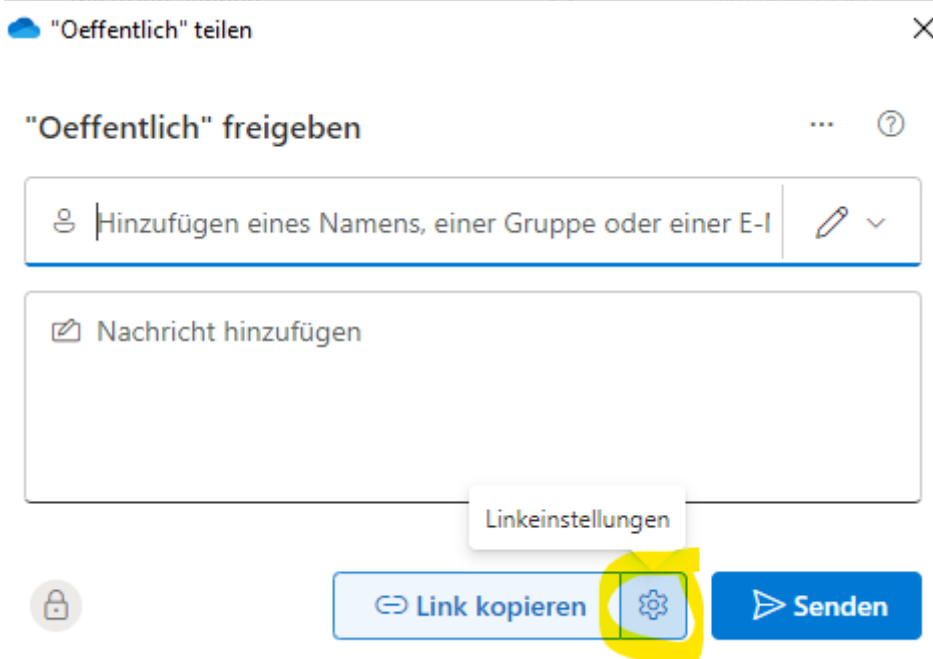 "Oeffentlich" teilen
"Oeffentlich" freigeben
Hinzufügen eines Namens, einer Gruppe oder einer E-
Nachricht hinzufügen
Linkeinstellungen
Link kopieren
Senden